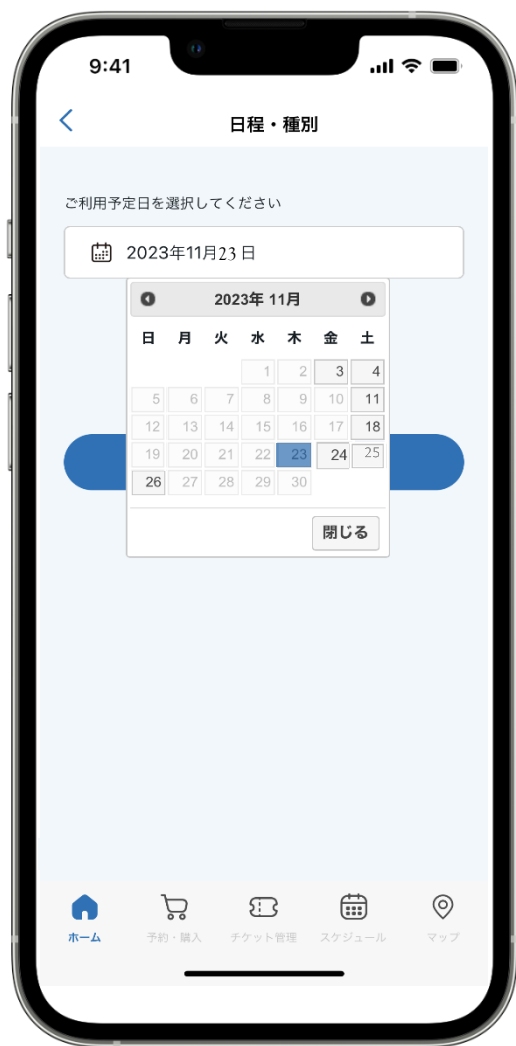 9:41
日程・種別
ご利用予定日を選択してください
2023年11月23日
2023年 11月
日 月 火 水 木 金 土
1 2 3 4
5 6 7 8 9 10 11
12 13 14 15 16 17 18
19 20 21 22 23 24 25
26 27 28 29 30
閉じる
ホーム 予約・購入 チケット管理 スケジュール マップ